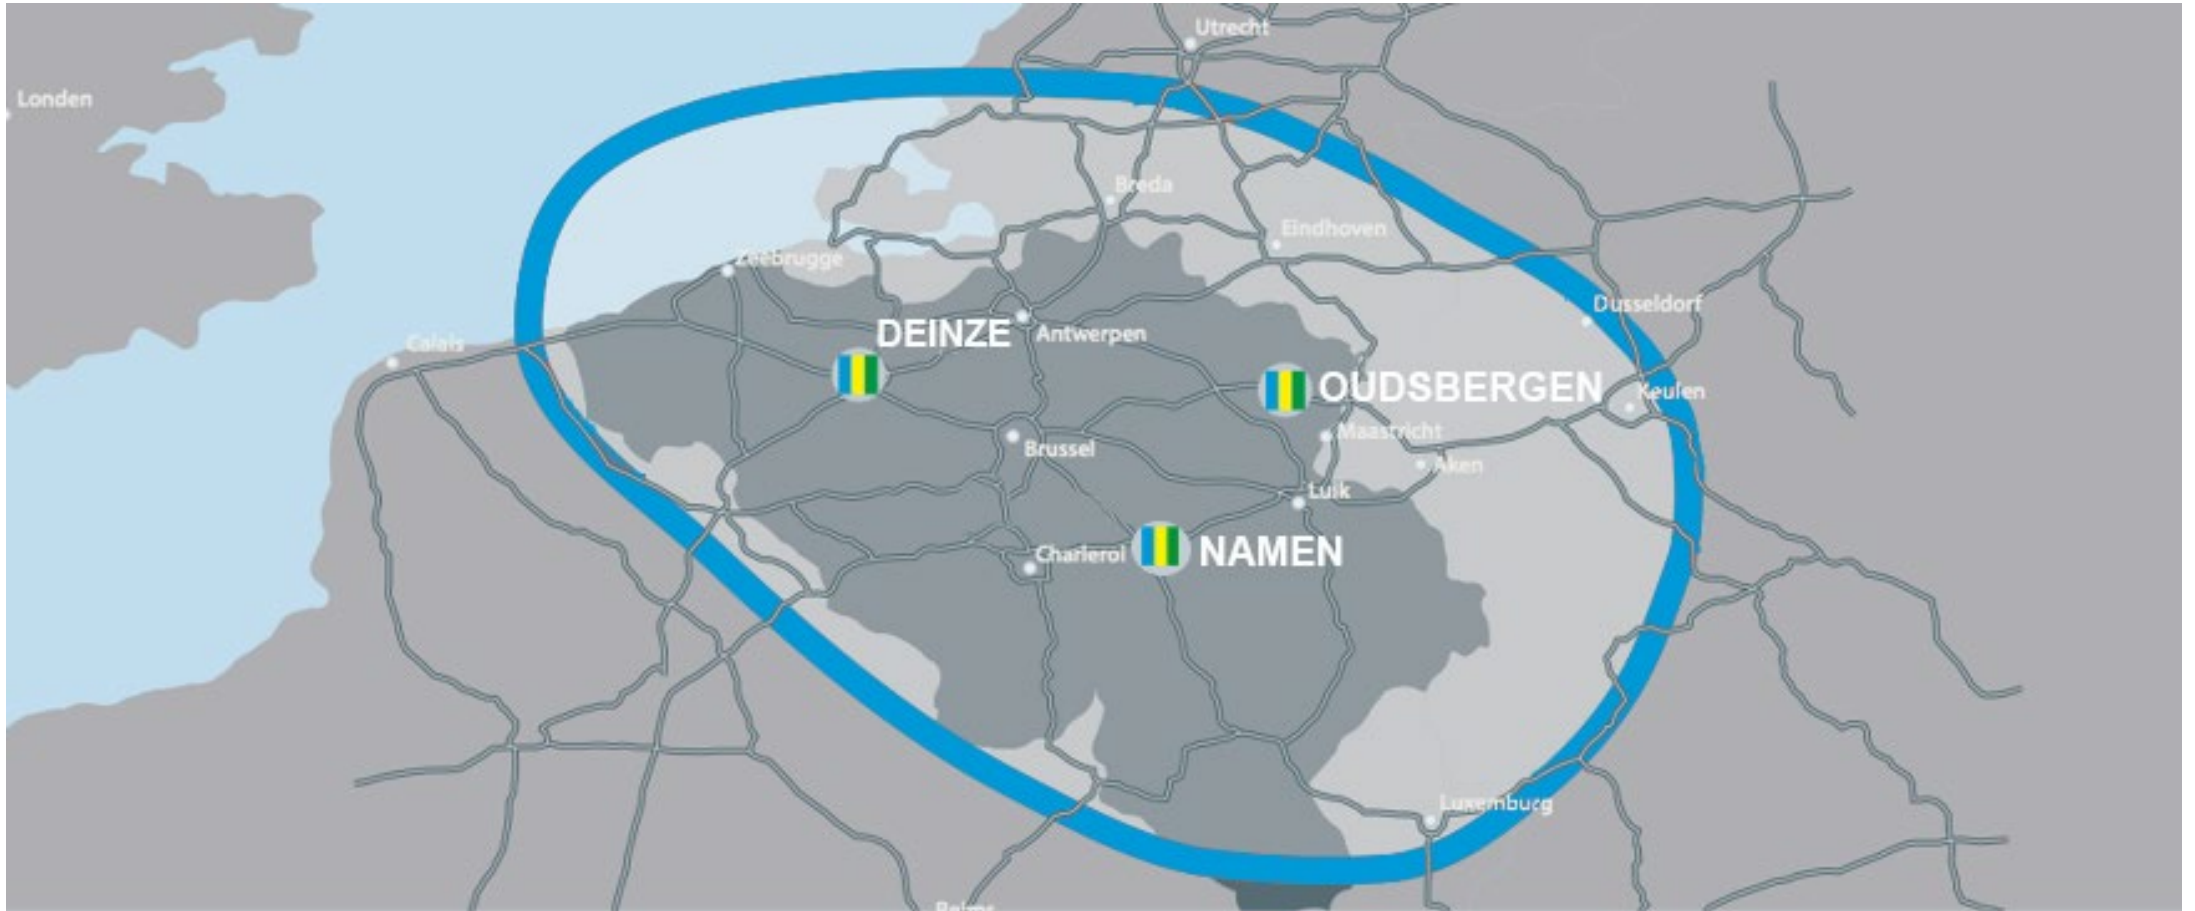 Utrecht
Londen
Breda
Eindhoven
Zeebrugge
Dusseldorf
DEINZE
Antwerpen
Calais
OUDSBERGEN
Keulen
Maastricht
Brussel
Aken
Luik
Charleroi
NAMEN
Luxemburg